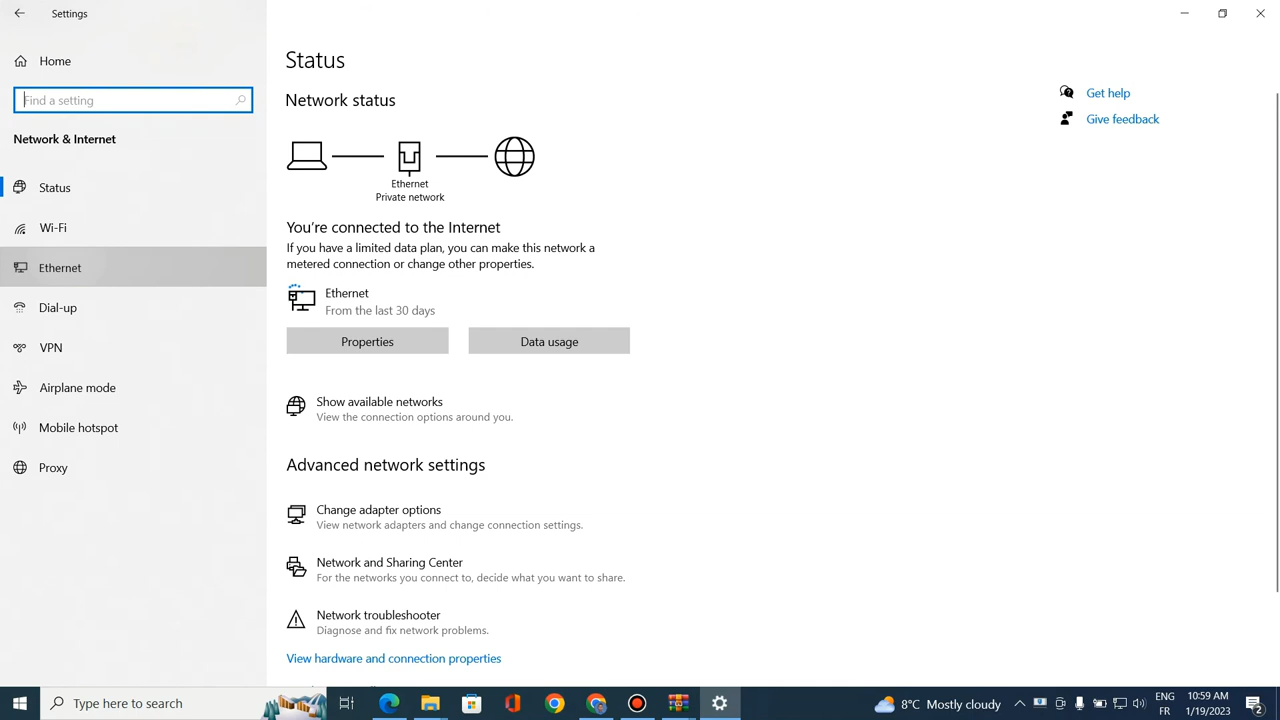 Settings
Home
Find a setting
Network & Internet
Status
Wi-Fi
Ethernet
Dial-up
VPN
Airplane mode
Mobile hotspot
Proxy
Status
Network status
Ethernet
Private network
You're connected to the Internet
If you have a limited data plan, you can make this network a
metered connection or change other properties.
Ethernet
From the last 30 days
Properties
Data usage
Show available networks
View the connection options around you.
Advanced network settings
Change adapter options
View network adapters and change connection settings.
Network and Sharing Center
For the networks you connect to, decide what you want to share.
Network troubleshooter
Diagnose and fix network problems.
View hardware and connection properties
Get help
Give feedback
Type here to search
8°C Mostly cloudy
ENG
FR
10:59 AM
1/19/2023
2